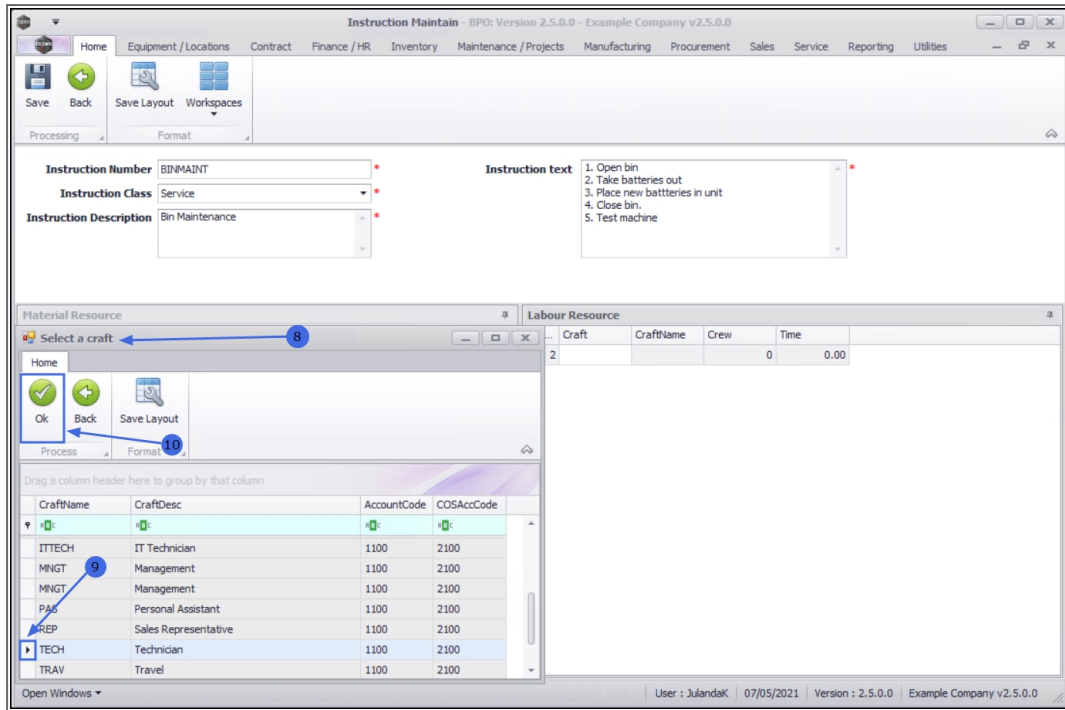 Instruction Maintain - BPO: Version 2.5.0.0 - Example Company v2.5.0.0
Home Equipment / Locations Contract Finance / HR Inventory Maintenance / Projects Manufacturing Procurement Sales Service Reporting Utilities
Save Back Save Layout Workspaces
Processing Format
Instruction Number BINMAINT *
Instruction Class Service *
Instruction Description Bin Maintenance *
Instruction text *
1. Open bin
2. Take batteries out
3. Place new battteries in unit
4. Close bin.
5. Test machine
Material Resource
Labour Resource
... Craft CraftName Crew Time
2 0 0.00
Select a craft 8
Home
Ok Back Save Layout
10
Process Format
Drag a column header here to group by that column
CraftName CraftDesc AccountCode COSAccCode
ITTECH IT Technician 1100 2100
MNGT Management 1100 2100
9
MNGT Management 1100 2100
PAS Personal Assistant 1100 2100
REP Sales Representative 1100 2100
TECH Technician 1100 2100
TRAV Travel 1100 2100
Open Windows User : JulandaK 07/05/2021 Version : 2.5.0.0 Example Company v2.5.0.0